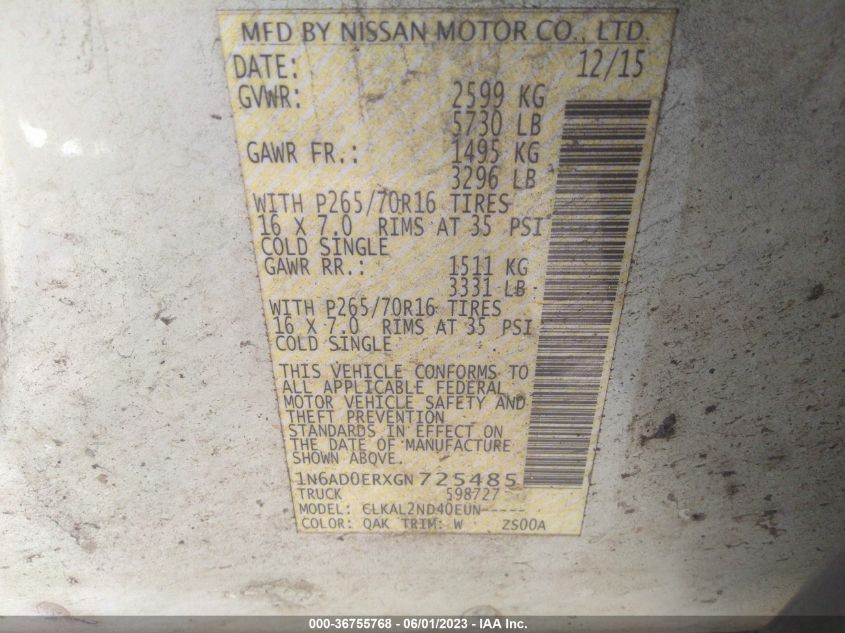 MFD BY NISSAN MOTOR CO., LTD.
DATE: 12/15
GVWR: 2599 KG
5730 LB
GAWR FR.: 1495 KG
3296 LB
WITH P265/70R16 TIRES
16 X 7.0 RIMS AT 35 PSI
COLD SINGLE
GAWR RR.: 1511 KG
3331 LB
WITH P265/70R16 TIRES
16 X 7.0 RIMS AT 35 PSI
COLD SINGLE
THIS VEHICLE CONFORMS TO
ALL APPLICABLE FEDERAL
MOTOR VEHICLE SAFETY AND
THEFT PREVENTION
STANDARDS IN EFFECT ON
THE DATE OF MANUFACTURE
SHOWN ABOVE.
1N6AD0ERXGN725485
TRUCK 598727
MODEL: CLKAL2ND40EUN-----
COLOR: QAK TRIM: W ZS00A
000-36755768 - 06/01/2023 - IAA Inc.